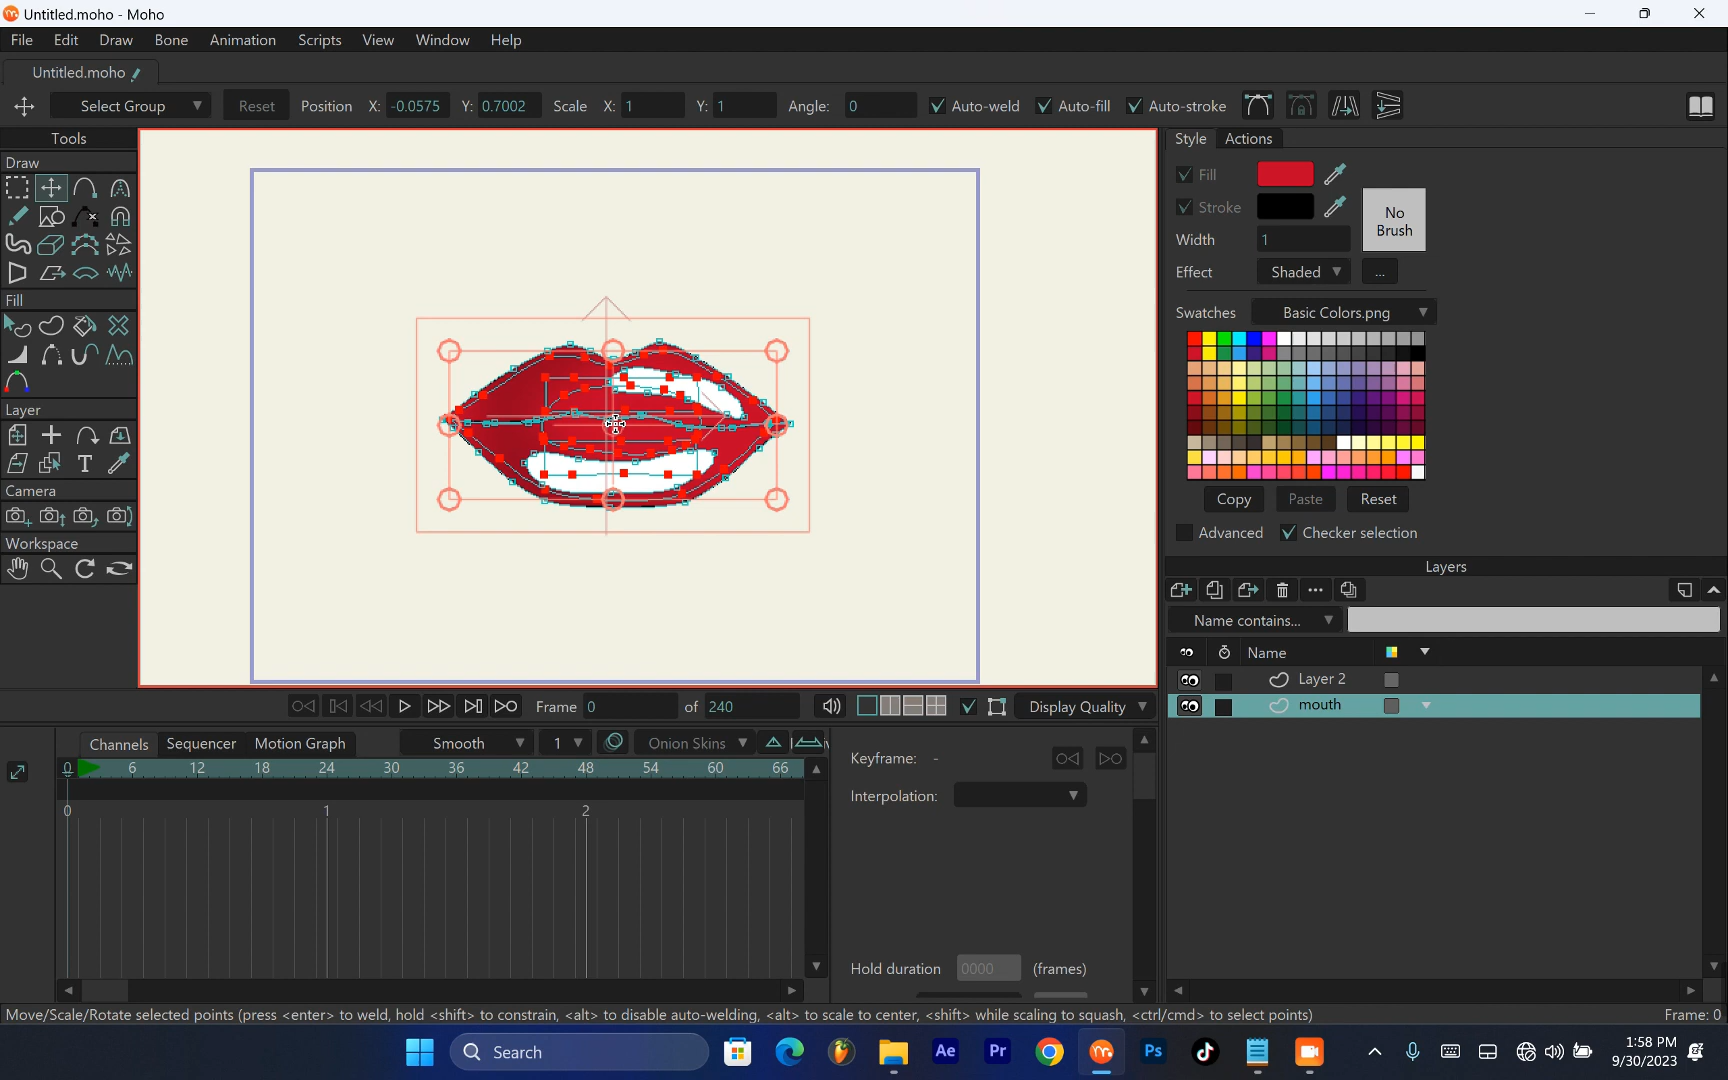 Untitled.moho - Moho
File Edit Draw Bone Animation Scripts View Window Help
Untitled.moho
Select Group Reset Position X: -0.0575 Y: 0.7002 Scale X: 1 Y: 1 Angle: 0 Auto-weld Auto-fill Auto-stroke
Tools
Draw
Fill
Layer
T
Camera
Workspace
Style Actions
Fill
Stroke
No
Brush
Width 1
Effect Shaded ...
Swatches Basic Colors.png
Copy Paste Reset
Advanced Checker selection
Layers
Name contains...
Name
Layer 2
mouth
Frame 0 of 240 Display Quality
Channels Sequencer Motion Graph Smooth 1 Onion Skins
0 6 12 18 24 30 36 42 48 54 60 66
0 1 2
Keyframe: -
Interpolation:
Hold duration 0000 (frames)
Move/Scale/Rotate selected points (press <enter> to weld, hold <shift> to constrain, <alt> to disable auto-welding, <alt> to scale to center, <shift> while scaling to squash, <ctrl/cmd> to select points) Frame: 0
Search Ae Pr Ps
1:58 PM
9/30/2023